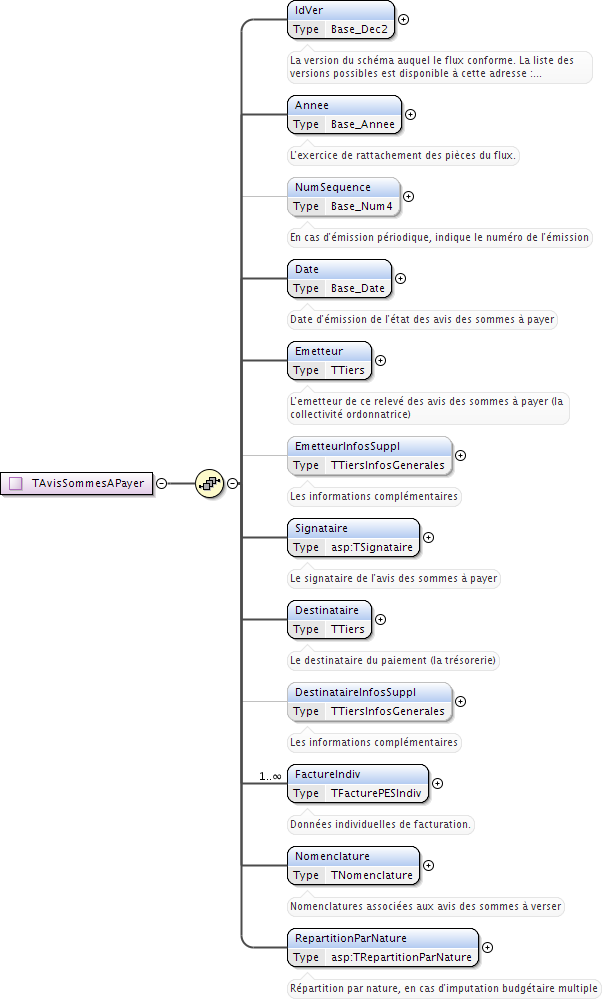 IdVer
Type Base_Dec2
La version du schéma auquel le flux conforme. La liste des
versions possibles est disponible à cette adresse :...
Annee
Type Base_Annee
L'exercice de rattachement des pièces du flux.
NumSequence
Type Base_Num4
En cas d'émission périodique, indique le numéro de l'émission
Date
Type Base_Date
Date d'émission de l'état des avis des sommes à payer
Emetteur
Type TTiers
L'emetteur de ce relevé des avis des sommes à payer (la
collectivité ordonnatrice)
EmetteurInfosSuppl
Type TTiersInfosGenerales
Les informations complémentaires
TAvisSommesAPayer
Signataire
Type asp:TSignataire
Le signataire de l'avis des sommes à payer
Destinataire
Type TTiers
Le destinataire du paiement (la trésorerie)
DestinataireInfosSuppl
Type TTiersInfosGenerales
Les informations complémentaires
1..∞
FactureIndiv
Type TFacturePESIndiv
Données individuelles de facturation.
Nomenclature
Type TNomenclature
Nomenclatures associées aux avis des sommes à verser
RepartitionParNature
Type asp:TRepartitionParNature
Répartition par nature, en cas d'imputation budgétaire multiple